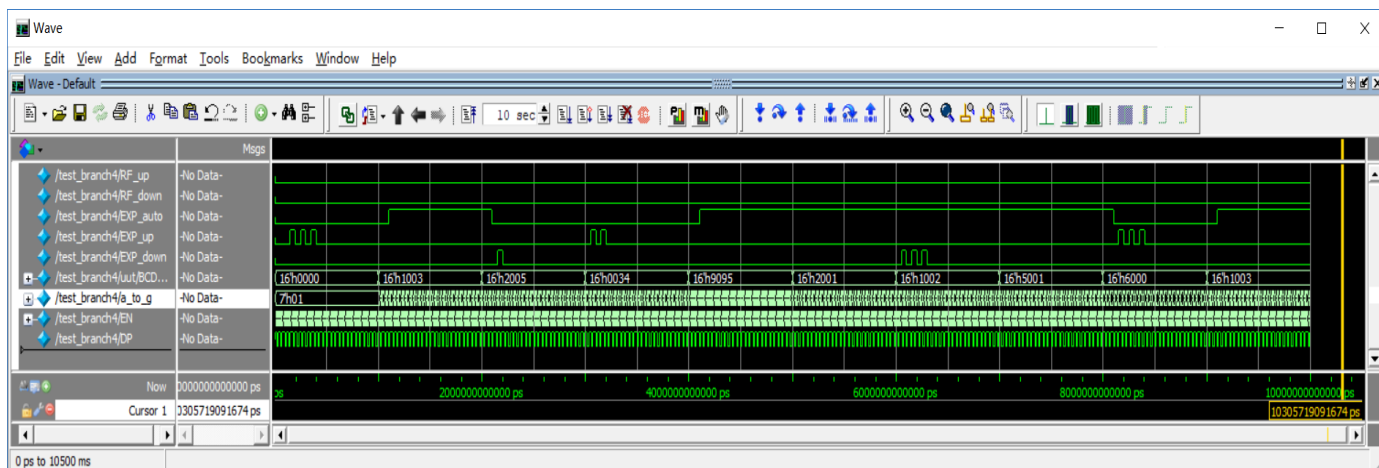 Wave
File Edit View Add Format Tools Bookmarks Window Help
Wave - Default
10 sec
Msgs
/test_branch4/RF_up -No Data-
/test_branch4/RF_down -No Data-
/test_branch4/EXP_auto -No Data-
/test_branch4/EXP_up -No Data-
/test_branch4/EXP_down -No Data-
/test_branch4/uut/BCD... -No Data- 16'h0000 16'h1003 16'h2005 16'h0034 16'h9095 16'h2001 16'h1002 16'h5001 16'h6000 16'h1003
/test_branch4/a_to_g -No Data- 7'h01
/test_branch4/EN -No Data-
/test_branch4/DP -No Data-
Now 0000000000000 ps ps 2000000000000 ps 4000000000000 ps 6000000000000 ps 8000000000000 ps 10000000000000 ps
Cursor 1 0305719091674 ps 10305719091674 ps
0 ps to 10500 ms